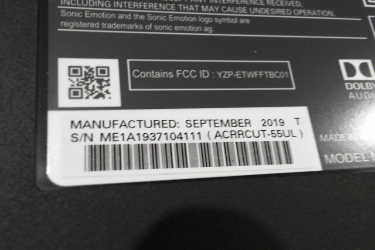 INCLUDING INTERFERENCE THAT MAY CAUSE UNDESIRED OPERATION.
Sonic Emotion and the Sonic Emotion logo symbol are
registered trademarks of sonic emotion ag.
Contains FCC ID : YZP-ETWFFTBC01
DOLBY
AUDIO
MANUFACTURED: SEPTEMBER 2019 T
S/N ME1A1937104111 ( ACRRCUT-55UL )
MADE
MODEL